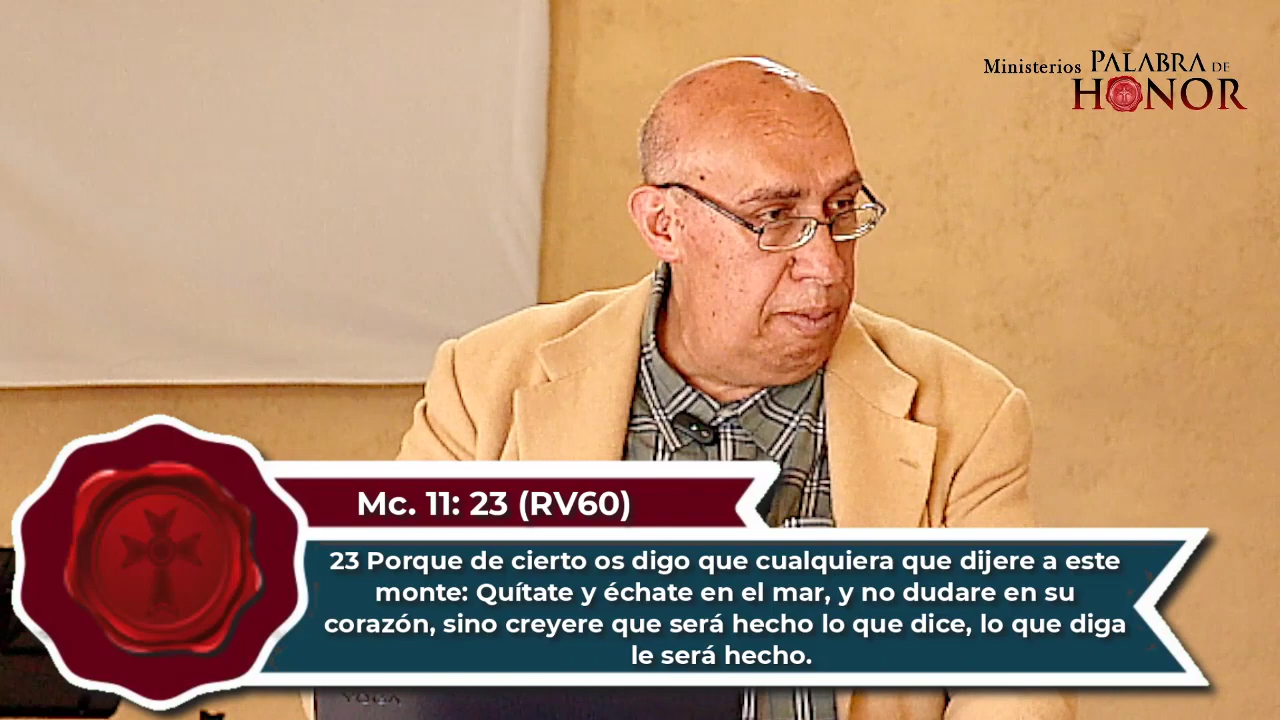 Ministerios PALABRA DE
HONOR
Mc. 11: 23 (RV60)
23 Porque de cierto os digo que cualquiera que dijere a este
monte: Quítate y échate en el mar, y no dudare en su
corazón, sino creyere que será hecho lo que dice, lo que diga
le será hecho.
YOGA